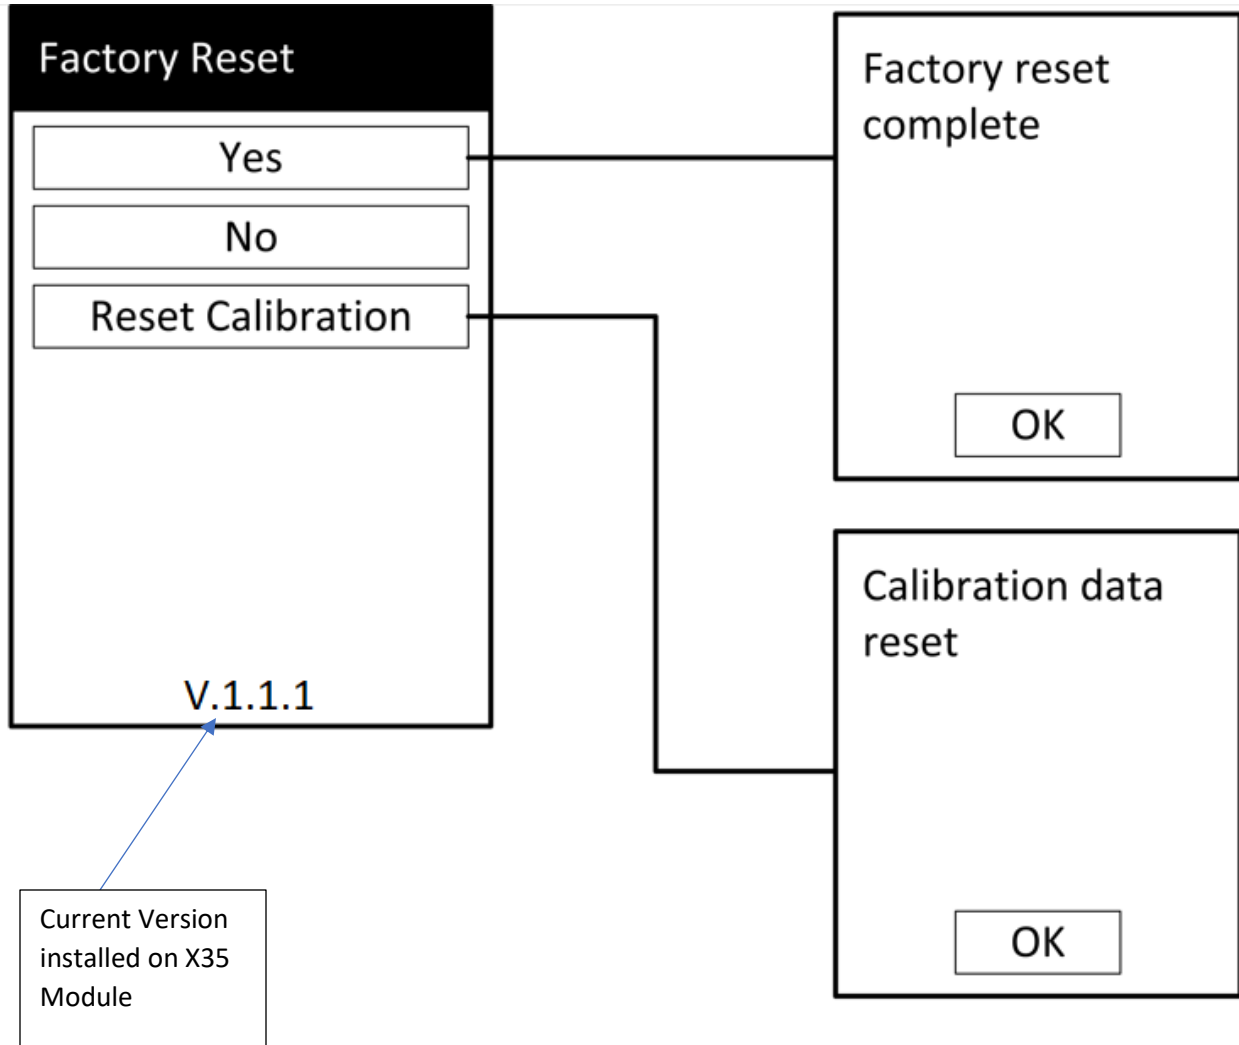 Factory Reset
Yes
No
Reset Calibration
V.1.1.1
Factory reset
complete
OK
Calibration data
reset
OK
Current Version
installed on X35
Module